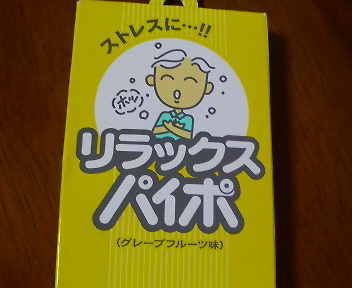 ストレスに…!!
ホッ
リラックス
パイポ
(グレープフルーツ味)